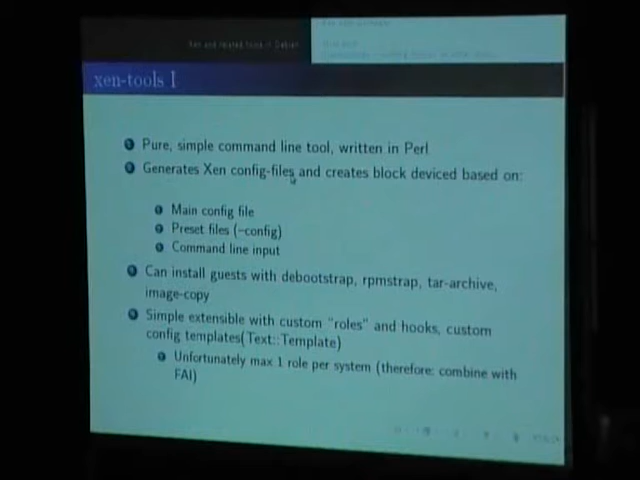 Xen and related tools in Debian
xen-tools I
Pure, simple command line tool, written in Perl
Generates Xen config-files and creates block deviced based on:
Main config file
Preset files (–config)
Command line input
Can install guests with debootstrap, rpmstrap, tar-archive,
image-copy
Simple extensible with custom "roles" and hooks, custom
config templates(Text::Template)
Unfortunately max 1 role per system (therefore: combine with
FAI)